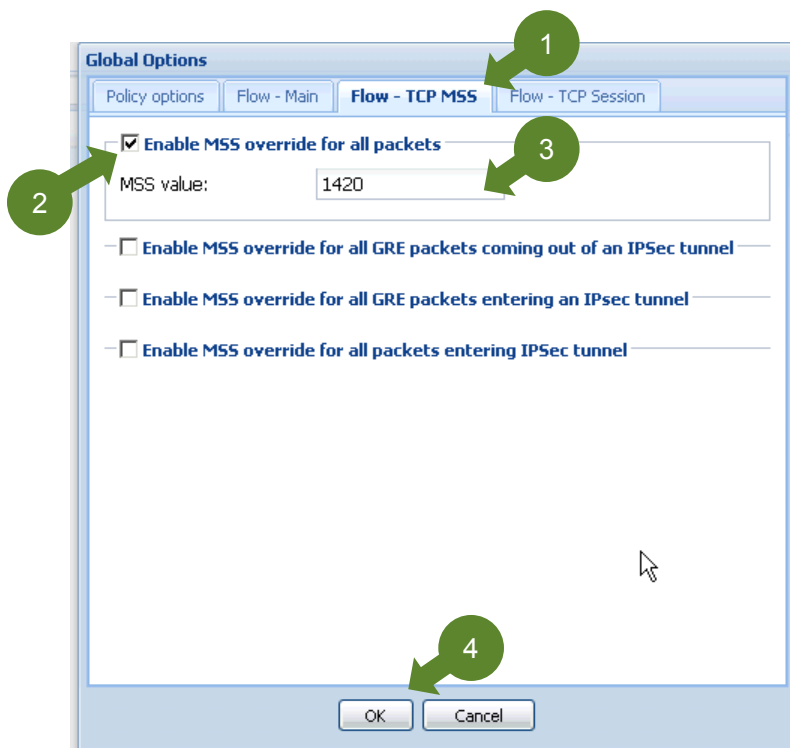 1
Global Options
Policy options Flow - Main Flow - TCP MSS Flow - TCP Session
Enable MSS override for all packets
3
2
MSS value: 1420
Enable MSS override for all GRE packets coming out of an IPSec tunnel
Enable MSS override for all GRE packets entering an IPsec tunnel
Enable MSS override for all packets entering IPSec tunnel
4
OK Cancel